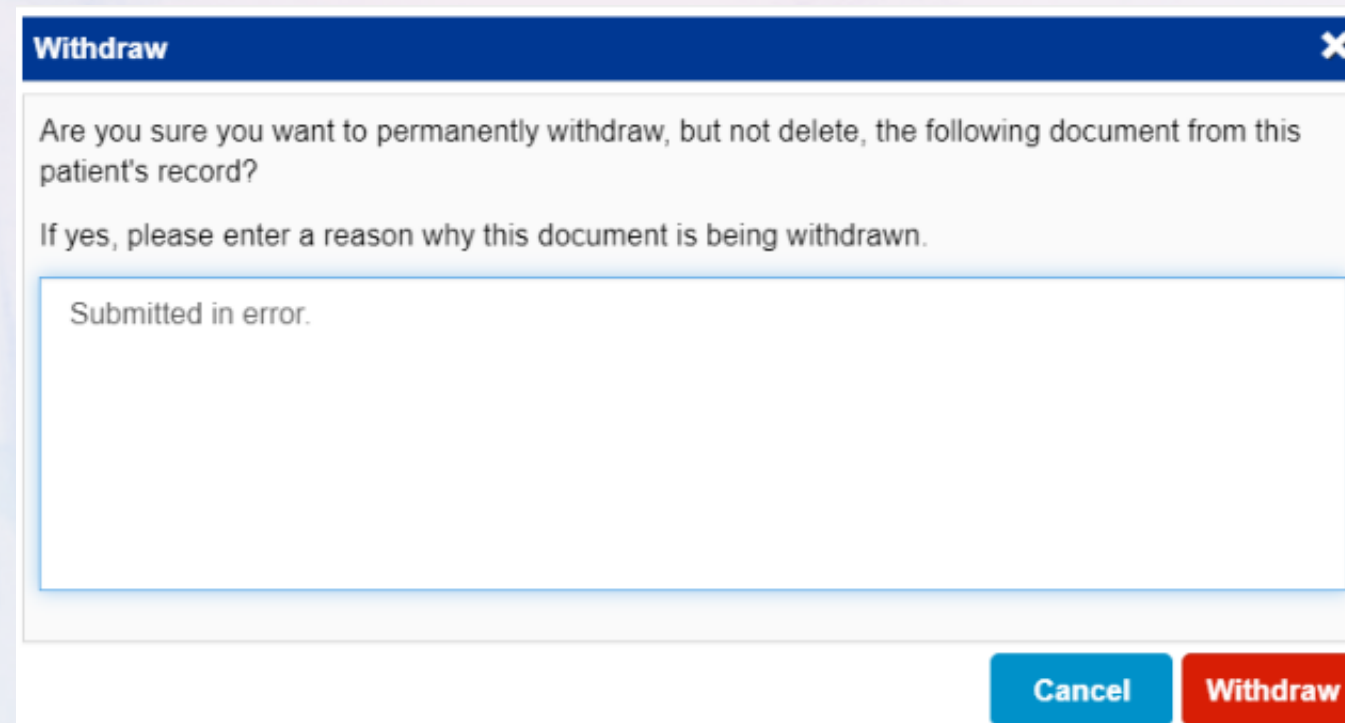 Withdraw
Are you sure you want to permanently withdraw, but not delete, the following document from this
patient's record?
If yes, please enter a reason why this document is being withdrawn.
Submitted in error.
Cancel
Withdraw